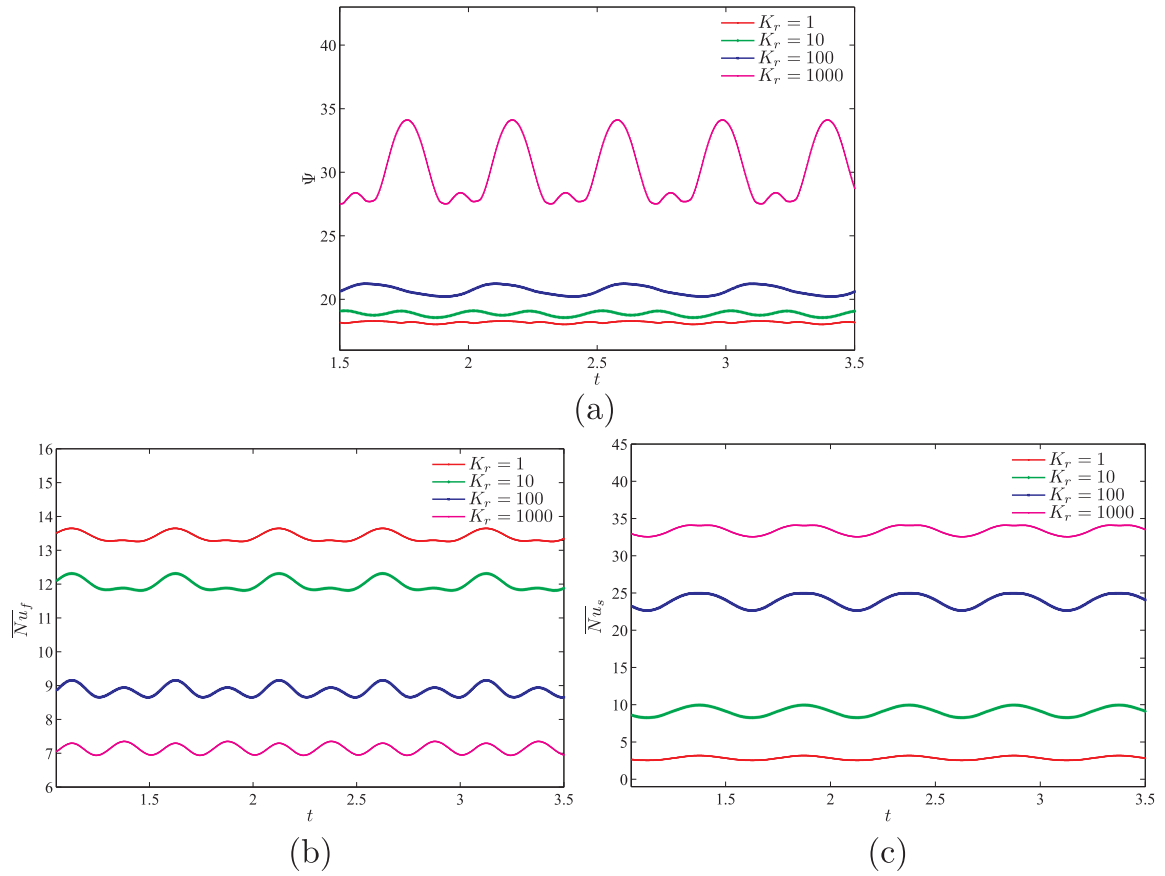 40
35
30
25
20
Ψ
1.5
2
2.5
3
3.5
t
K_r = 1
K_r = 10
K_r = 100
K_r = 1000
(a)
16
15
14
13
12
11
10
9
8
7
6
\overline{Nu}_f
1.5
2
2.5
3
3.5
t
K_r = 1
K_r = 10
K_r = 100
K_r = 1000
(b)
45
40
35
30
25
20
15
10
5
0
\overline{Nu}_s
1.5
2
2.5
3
3.5
t
K_r = 1
K_r = 10
K_r = 100
K_r = 1000
(c)